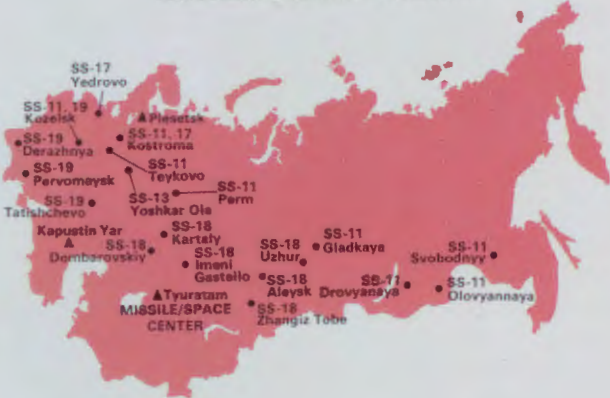 SS-17
Yedrovo
SS-11, 19
Kozelsk
Plesetsk
SS-19
Derazhnya
SS-11, 17
Kostroma
SS-11
Teykovo
SS-19
Pervomaysk
SS-13
Yoshkar Ola
SS-11
Perm
SS-19
Tatishchevo
Kapustin Yar
SS-18
Dombarovskiy
SS-18
Kartaly
SS-18
Imeni
Gastello
SS-18
Uzhur
SS-11
Gladkaya
SS-11
Svobodnyy
SS-18
Aleysk
SS-11
Drovyanaya
SS-11
Olovyannaya
Tyuratam
MISSILE/SPACE
CENTER
SS-18
Zhangiz Tobe